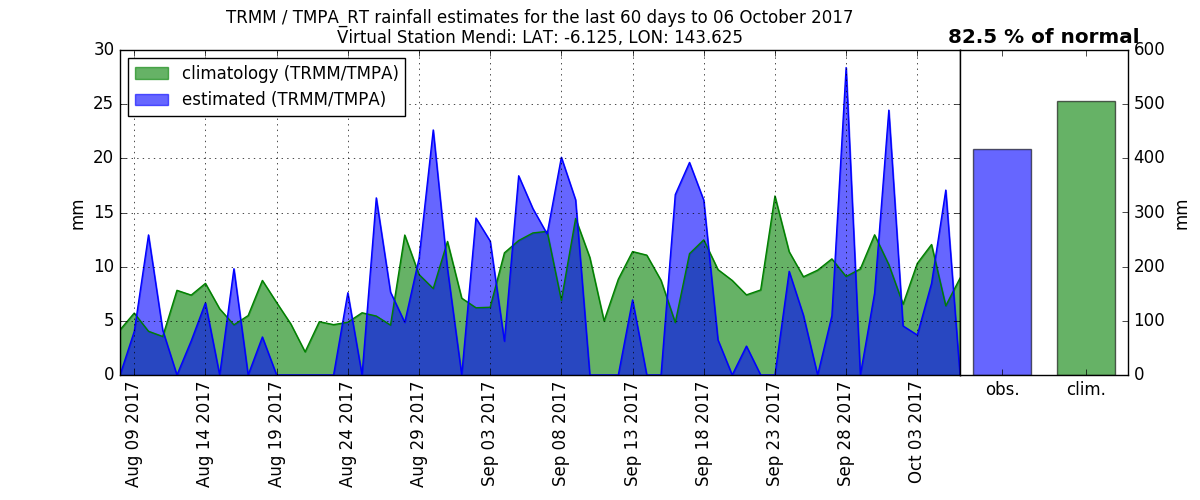 TRMM / TMPA_RT rainfall estimates for the last 60 days to 06 October 2017
Virtual Station Mendi: LAT: -6.125, LON: 143.625
82.5 % of normal
climatology (TRMM/TMPA)
estimated (TRMM/TMPA)
mm
30
25
20
15
10
5
0
Aug 09 2017
Aug 14 2017
Aug 19 2017
Aug 24 2017
Aug 29 2017
Sep 03 2017
Sep 08 2017
Sep 13 2017
Sep 18 2017
Sep 23 2017
Sep 28 2017
Oct 03 2017
obs.
clim.
600
500
400
300
200
100
0
mm